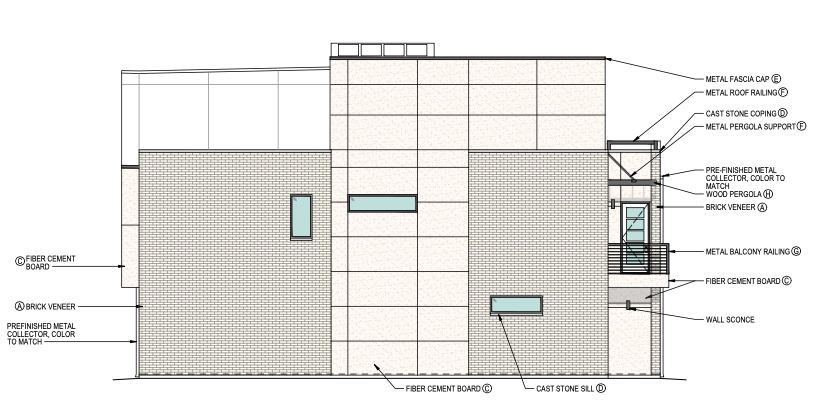 METAL FASCIA CAP Ⓔ
METAL ROOF RAILING Ⓕ
CAST STONE COPING Ⓓ
METAL PERGOLA SUPPORT Ⓕ
PRE-FINISHED METAL
COLLECTOR, COLOR TO
MATCH
WOOD PERGOLA Ⓗ
BRICK VENEER Ⓐ
METAL BALCONY RAILING Ⓖ
FIBER CEMENT BOARD Ⓒ
WALL SCONCE
Ⓒ FIBER CEMENT
BOARD
Ⓐ BRICK VENEER
PREFINISHED METAL
COLLECTOR, COLOR
TO MATCH
FIBER CEMENT BOARD Ⓒ
CAST STONE SILL Ⓓ